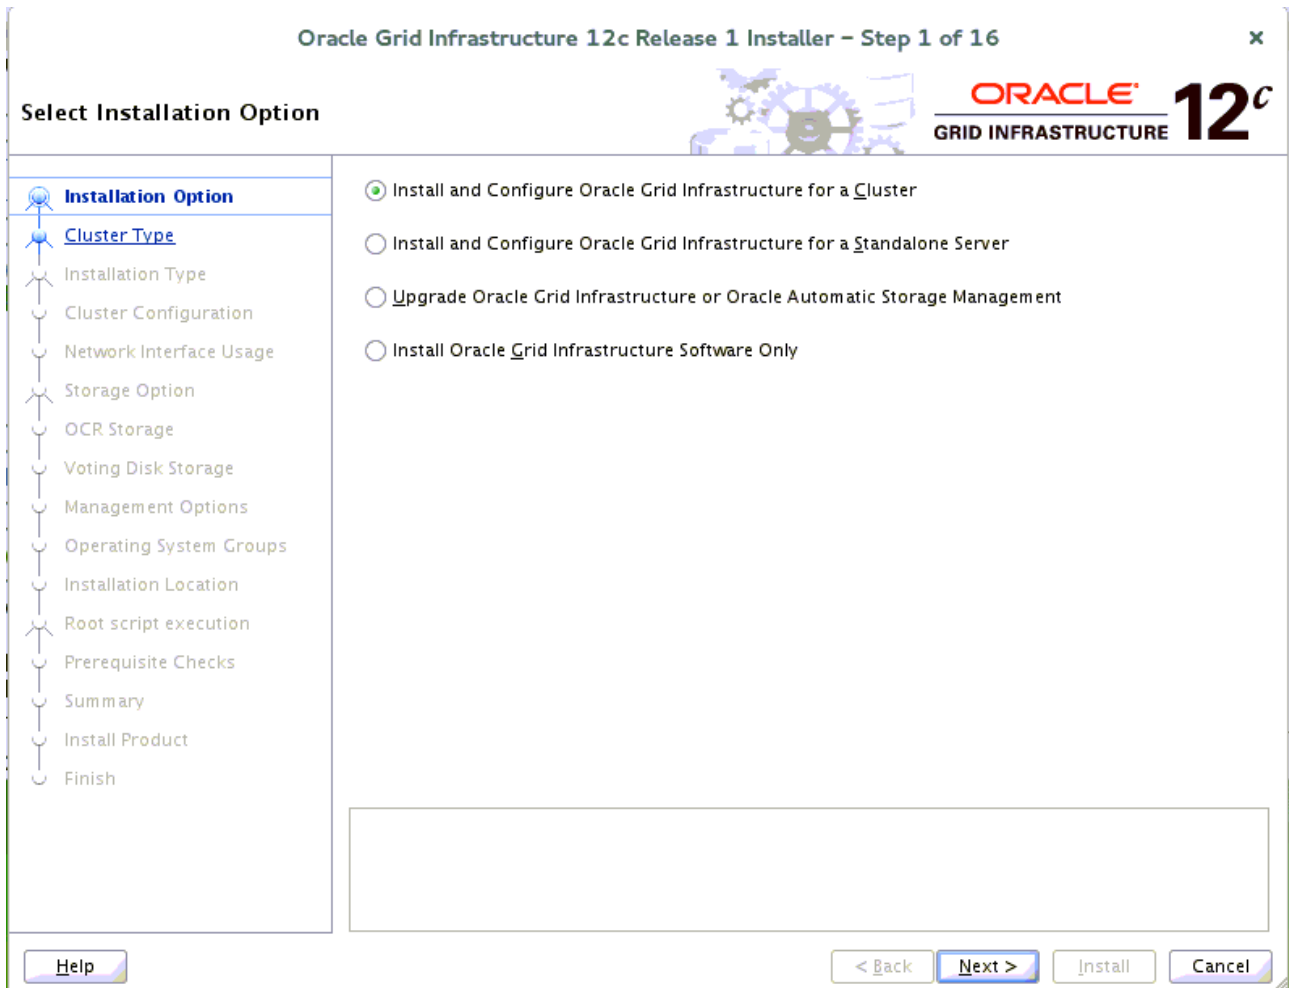 Oracle Grid Infrastructure 12c Release 1 Installer – Step 1 of 16
Select Installation Option
ORACLE
GRID INFRASTRUCTURE
12c
Installation Option
Cluster Type
Installation Type
Cluster Configuration
Network Interface Usage
Storage Option
OCR Storage
Voting Disk Storage
Management Options
Operating System Groups
Installation Location
Root script execution
Prerequisite Checks
Summary
Install Product
Finish
Install and Configure Oracle Grid Infrastructure for a Cluster
Install and Configure Oracle Grid Infrastructure for a Standalone Server
Upgrade Oracle Grid Infrastructure or Oracle Automatic Storage Management
Install Oracle Grid Infrastructure Software Only
Help
< Back
Next >
Install
Cancel